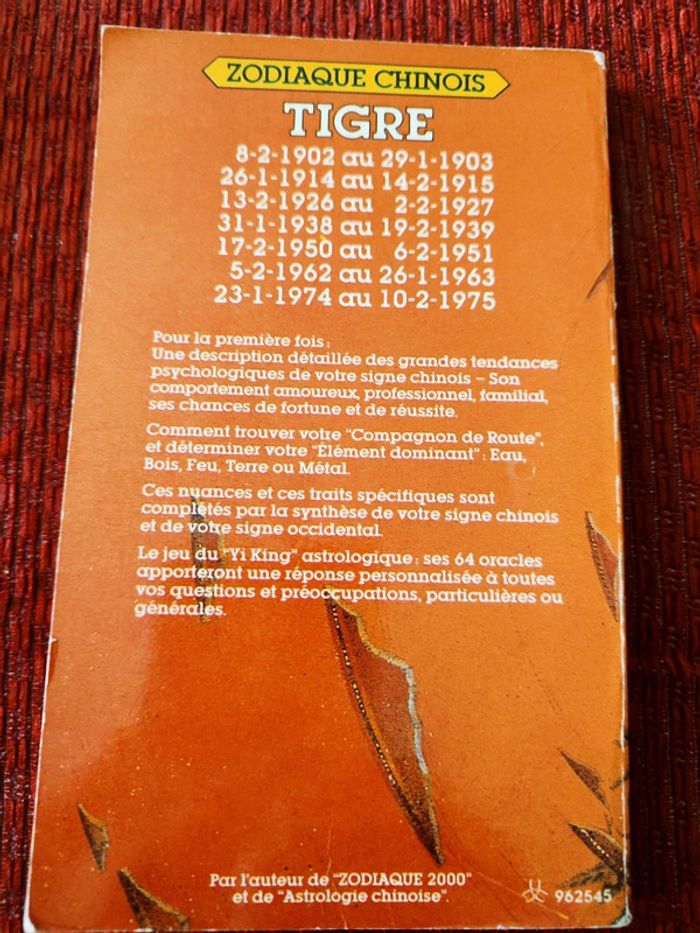 ZODIAQUE CHINOIS
TIGRE
8-2-1902 au 29-1-1903
26-1-1914 au 14-2-1915
13-2-1926 au 2-2-1927
31-1-1938 au 19-2-1939
17-2-1950 au 6-2-1951
5-2-1962 au 26-1-1963
23-1-1974 au 10-2-1975
Pour la première fois :
Une description détaillée des grandes tendances
psychologiques de votre signe chinois – Son
comportement amoureux, professionnel, familial,
ses chances de fortune et de réussite.
Comment trouver votre "Compagnon de Route",
et déterminer votre "Élément dominant" : Eau,
Bois, Feu, Terre ou Métal.
Ces nuances et ces traits spécifiques sont
complétés par la synthèse de votre signe chinois
et de votre signe occidental.
Le jeu du "Yi King" astrologique : ses 64 oracles
apporteront une réponse personnalisée à toutes
vos questions et préoccupations, particulières ou
générales.
Par l'auteur de "ZODIAQUE 2000"
et de "Astrologie chinoise".
962545